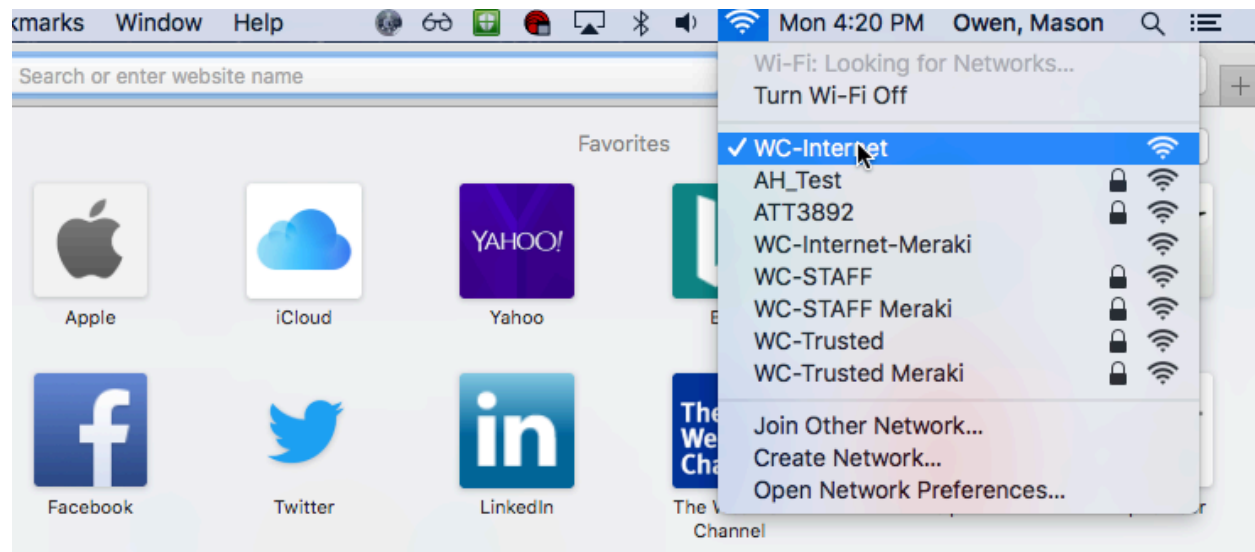 Window Help Mon 4:20 PM Owen, Mason
Search or enter website name
Wi-Fi: Looking for Networks...
Turn Wi-Fi Off
Favorites
WC-Internet
AH_Test
ATT3892
WC-Internet-Meraki
WC-STAFF
WC-STAFF Meraki
WC-Trusted
WC-Trusted Meraki
Join Other Network...
Create Network...
Open Network Preferences...
YAHOO!
Apple iCloud Yahoo
in
The
Facebook Twitter LinkedIn The
Channel